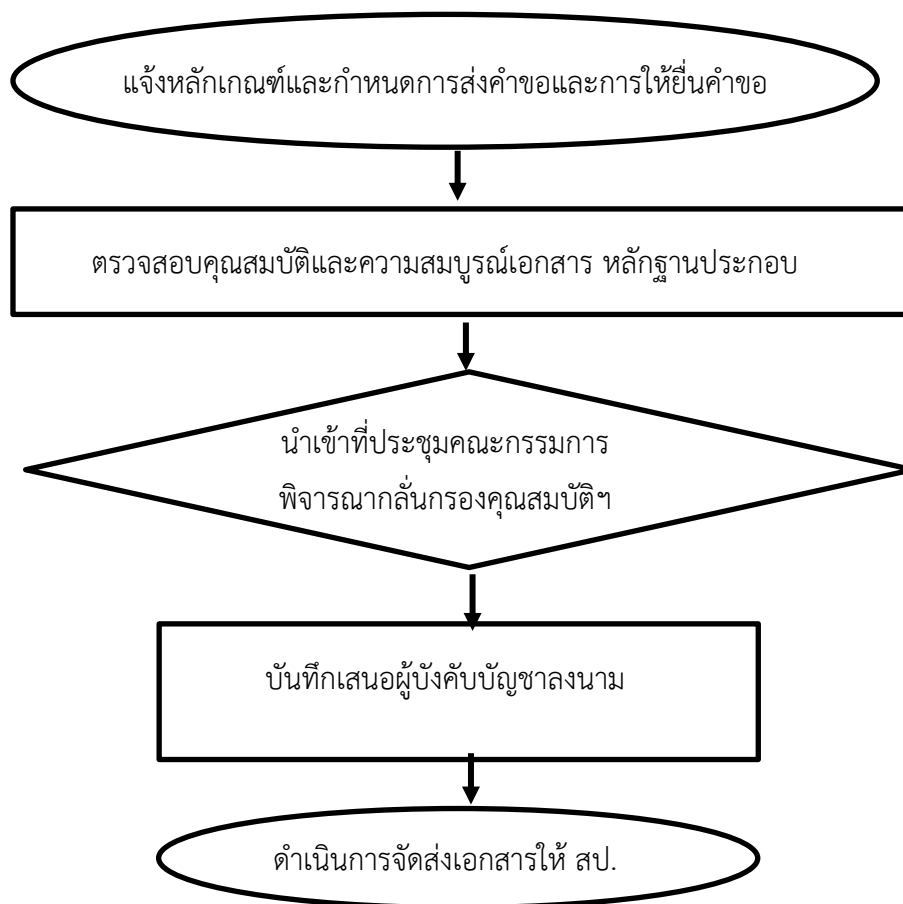 แจ้งหลักเกณฑ์และกำหนดการส่งคำขอและการให้ยื่นคำขอ
ตรวจสอบคุณสมบัติและความสมบูรณ์เอกสาร หลักฐานประกอบ
นำเข้าที่ประชุมคณะกรรมการ
พิจารณากลั่นกรองคุณสมบัติฯ
บันทึกเสนอผู้บังคับบัญชาลงนาม
ดำเนินการจัดส่งเอกสารให้ สป.